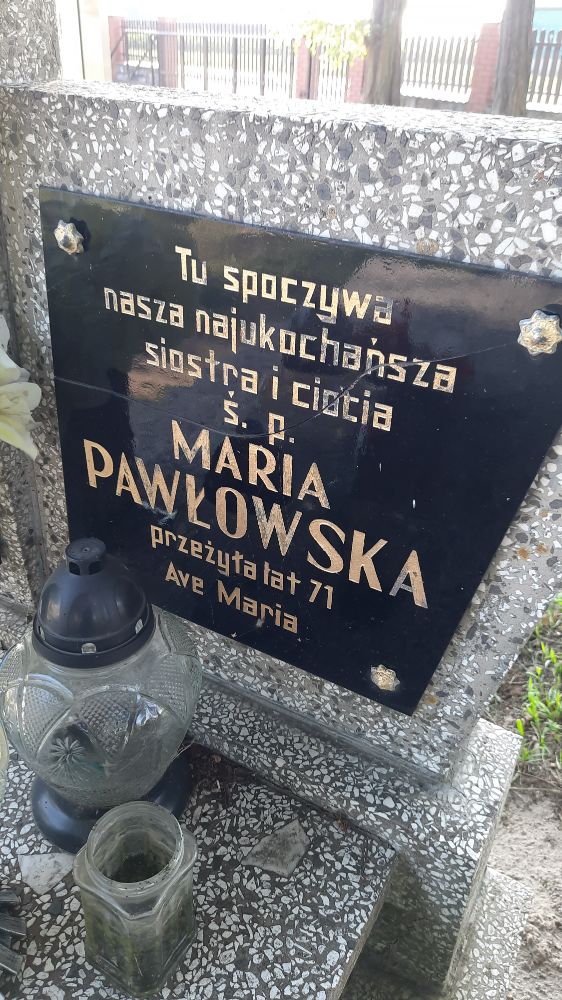 Tu spoczywa
nasza najukochańsza
siostra i ciocia
ś. p.
MARIA
PAWŁOWSKA
przeżyła lat 71
Ave Maria